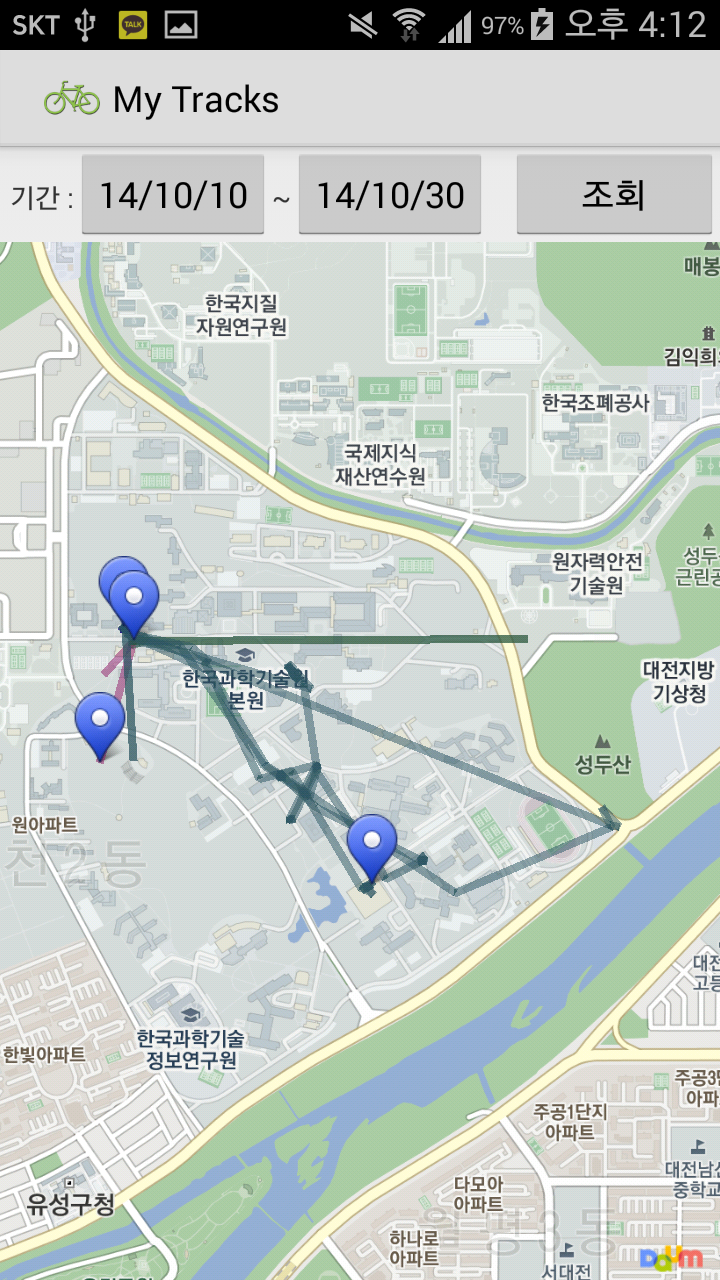 SKT TALK 97% 오후 4:12
My Tracks
기간 : 14/10/10 ~ 14/10/30 조회
매봉
한국지질
자원연구원
김익희
한국조폐공사
국제지식
재산연수원
원자력안전
기술원
성두
근린공
한국과학기술원
본원
대전지방
기상청
성두산
원아파트
천2동
대전
고등
한국과학기술
정보연구원
한빛아파트
주공3단
아파
주공1단지
아파트
대전남선
중학교
다모아
아파트
유성구청
월평3동
하나로
아파트
서대전
Daum